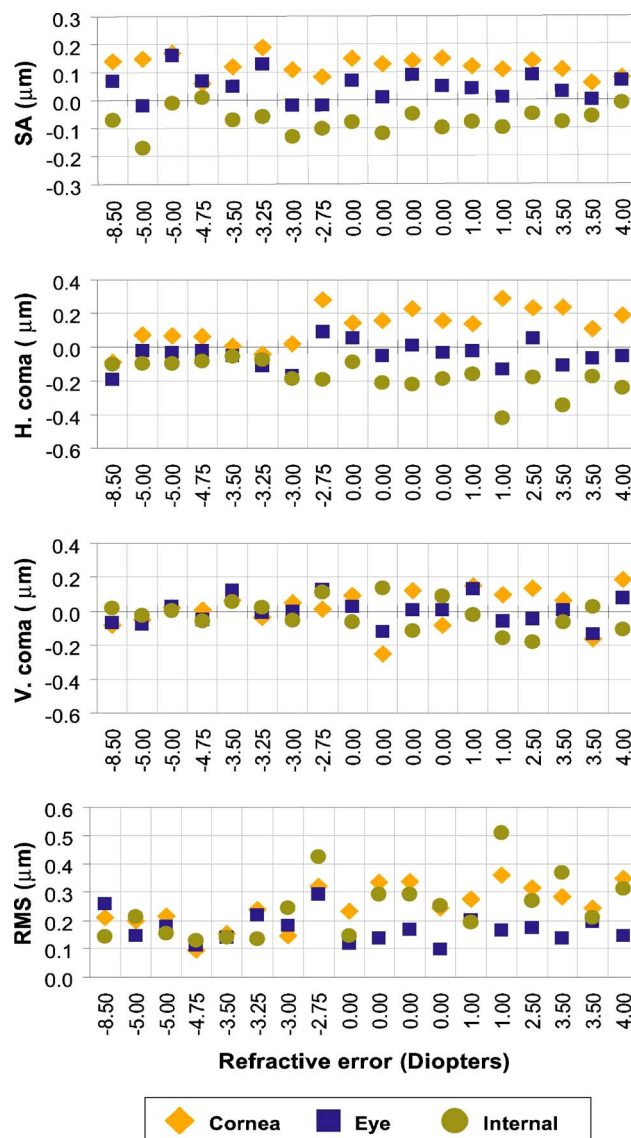 SA (μm)
0.3
0.2
0.1
0.0
-0.1
-0.2
-0.3
-8.50 -5.00 -5.00 -4.75 -3.50 -3.25 -3.00 -2.75 0.00 0.00 0.00 0.00 1.00 1.00 2.50 3.50 3.50 4.00
H. coma ( μm)
0.4
0.2
0.0
-0.2
-0.4
-0.6
-8.50 -5.00 -5.00 -4.75 -3.50 -3.25 -3.00 -2.75 0.00 0.00 0.00 0.00 1.00 1.00 2.50 3.50 3.50 4.00
V. coma ( μm)
0.4
0.2
0.0
-0.2
-0.4
-0.6
-8.50 -5.00 -5.00 -4.75 -3.50 -3.25 -3.00 -2.75 0.00 0.00 0.00 0.00 1.00 1.00 2.50 3.50 3.50 4.00
RMS (μm)
0.6
0.5
0.4
0.3
0.2
0.1
0.0
-8.50 -5.00 -5.00 -4.75 -3.50 -3.25 -3.00 -2.75 0.00 0.00 0.00 0.00 1.00 1.00 2.50 3.50 3.50 4.00
Refractive error (Diopters)
Cornea Eye Internal